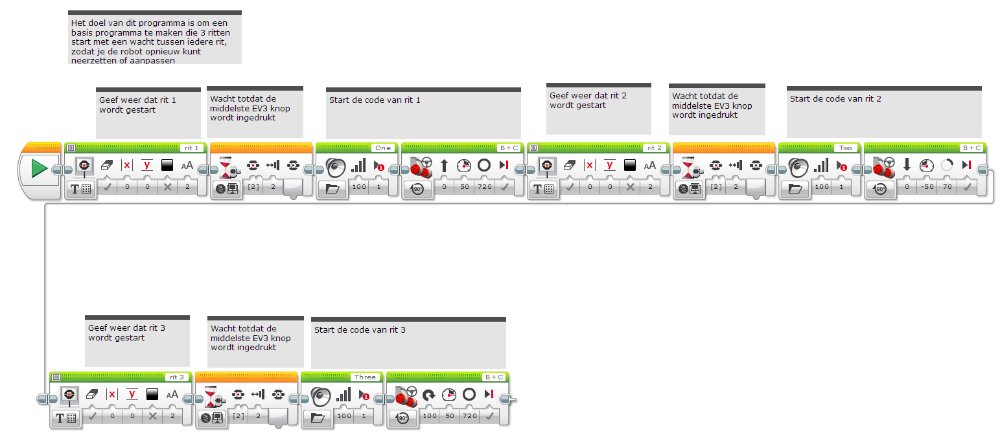 Het doel van dit programma is om een
basis programma te maken die 3 ritten
start met een wacht tussen iedere rit,
zodat je de robot opnieuw kunt
neerzetten of aanpassen
Geef weer dat rit 1
wordt gestart
Wacht totdat de
middelste EV3 knop
wordt ingedrukt
Start de code van rit 1
Geef weer dat rit 2
wordt gestart
Wacht totdat de
middelste EV3 knop
wordt ingedrukt
Start de code van rit 2
rit 1
One
B+C
rit 2
Two
B+C
x y AA
1
x y AA
1
T 0 0 2
[2] 2
100 1
90° 0 50 720
T 0 0 2
[2] 2
100 1
90° 0 -50 70
Geef weer dat rit 3
wordt gestart
Wacht totdat de
middelste EV3 knop
wordt ingedrukt
Start de code van rit 3
rit 3
Three
B+C
x y AA
1
T 0 0 2
[2] 2
100 1
90° 100 50 720